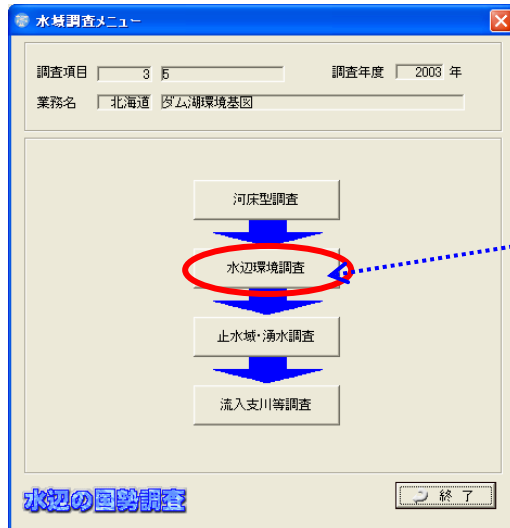 水域調査メニュー
調査項目 3 5 調査年度 2003 年
業務名 北海道 ダム湖環境基図
河床型調査
水辺環境調査
止水域・湧水調査
流入支川等調査
水辺の国勢調査 終 了